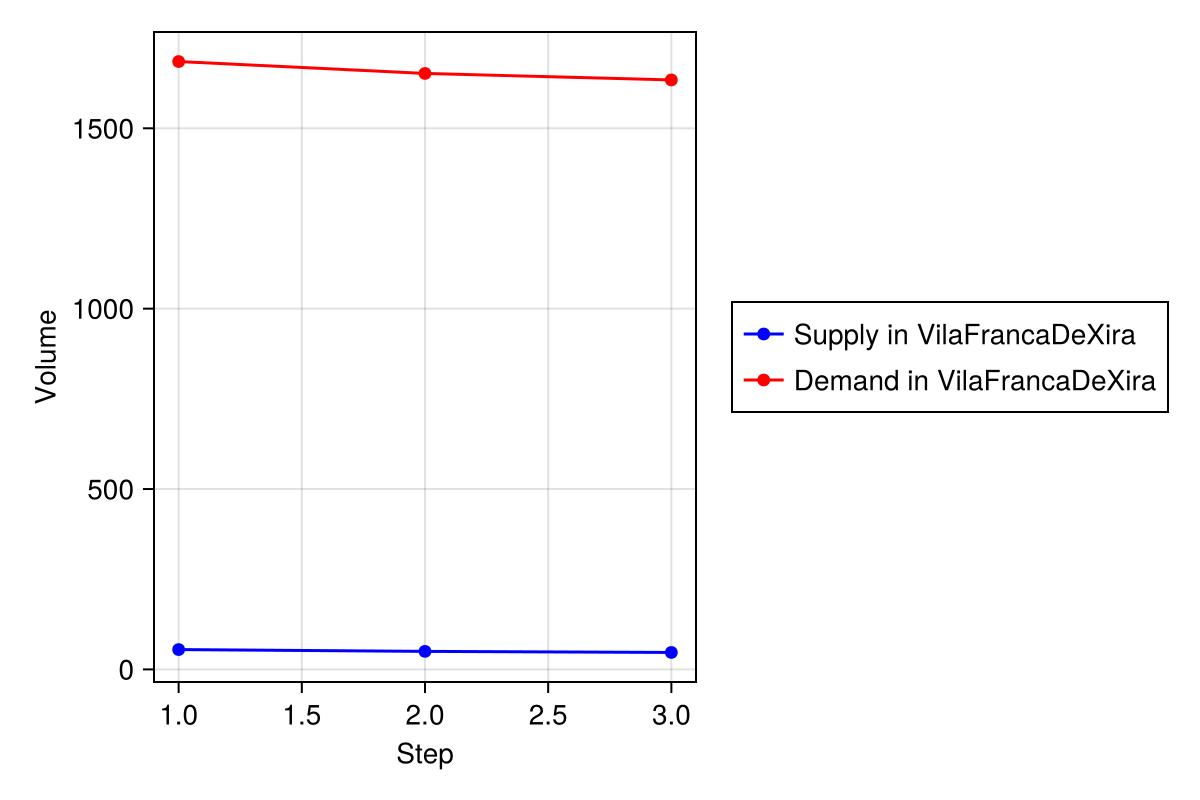 1500
1000
500
0
Volume
1.0 1.5 2.0 2.5 3.0
Step
Supply in VilaFrancaDeXira
Demand in VilaFrancaDeXira